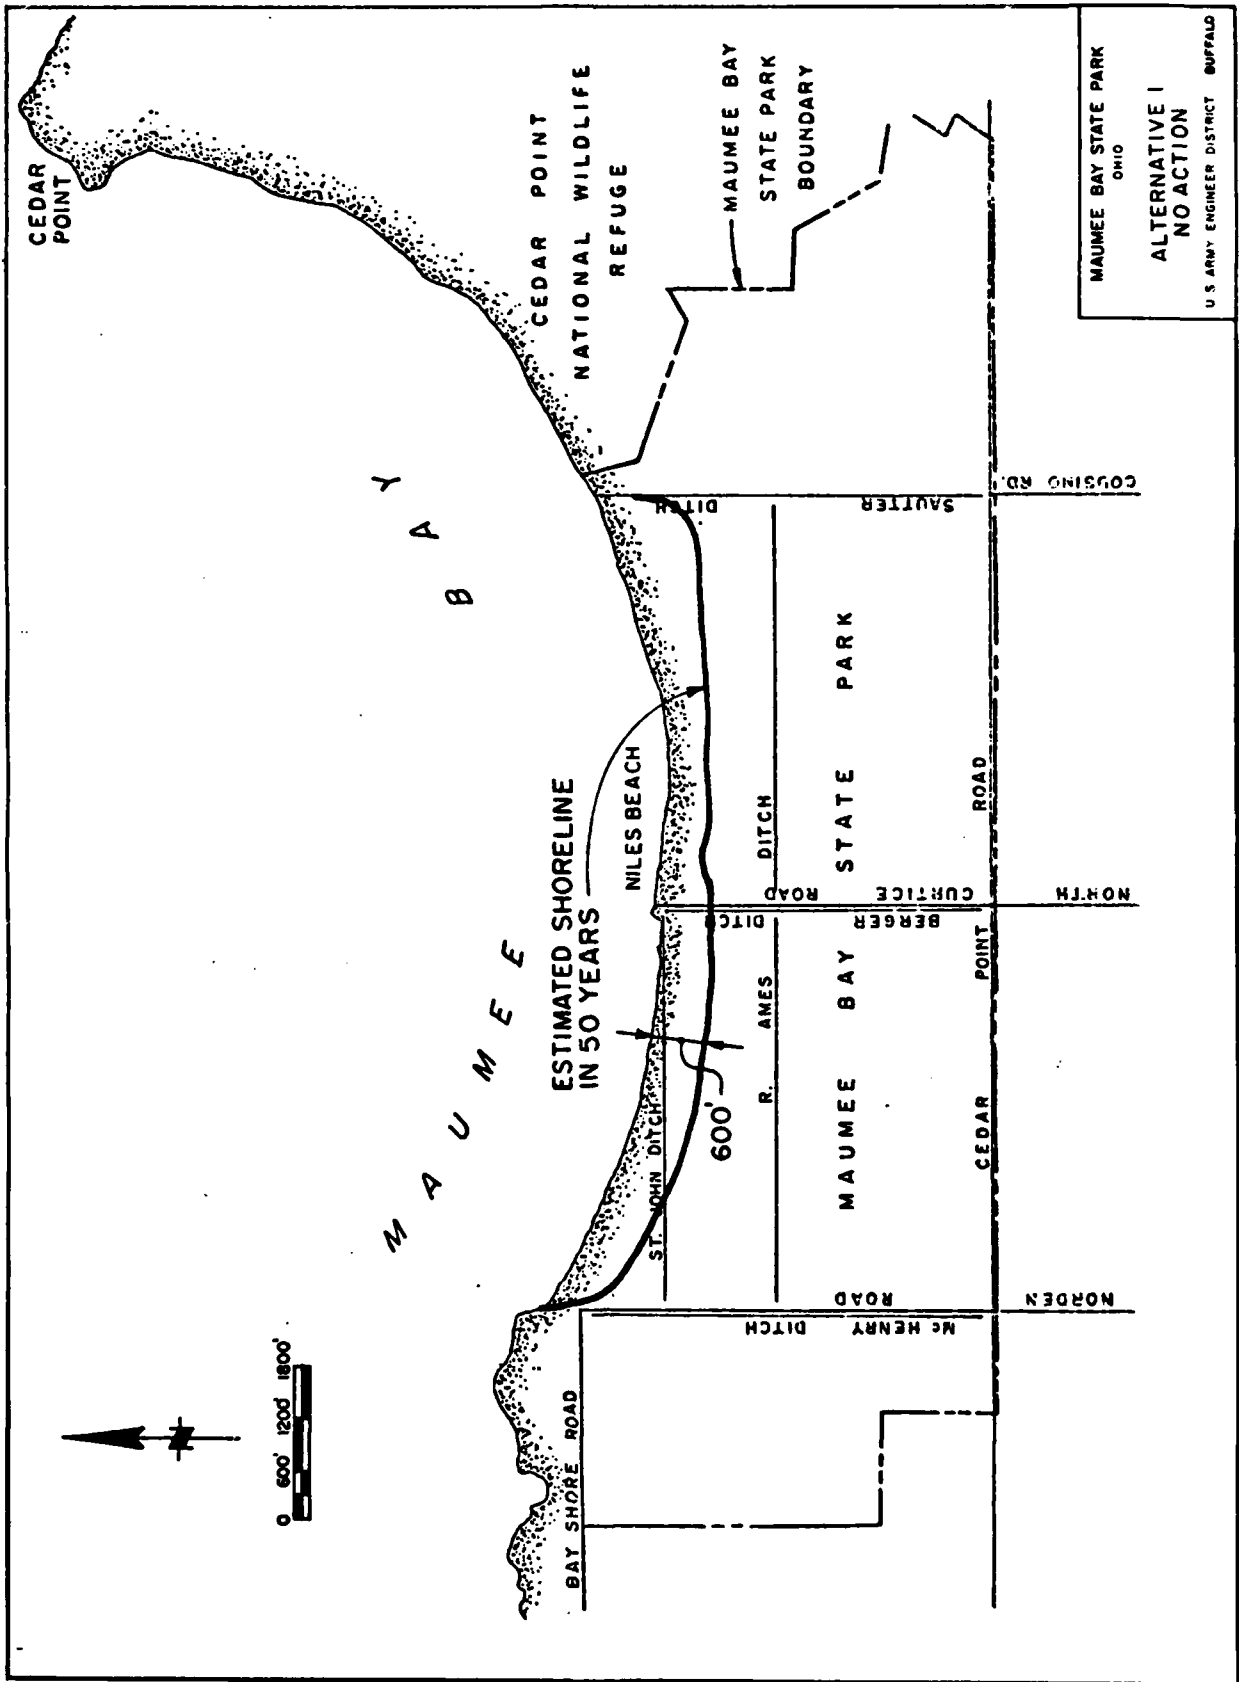 CEDAR
POINT
MAUMEE BAY
CEDAR POINT
NATIONAL WILDLIFE
REFUGE
MAUMEE BAY
STATE PARK
BOUNDARY
0 600' 1200' 1800'
ESTIMATED SHORELINE
IN 50 YEARS
NILES BEACH
600'
BAY SHORE ROAD
ST. JOHN DITCH
R. AMES DITCH
MAUMEE BAY STATE PARK
CEDAR POINT ROAD
NORDEN ROAD
Mc HENRY DITCH
BERGER DITCH
NORTH CURTICE ROAD
SAUTTER DITCH
COUSING RD.
MAUMEE BAY STATE PARK
OHIO
ALTERNATIVE I
NO ACTION
U S ARMY ENGINEER DISTRICT BUFFALO